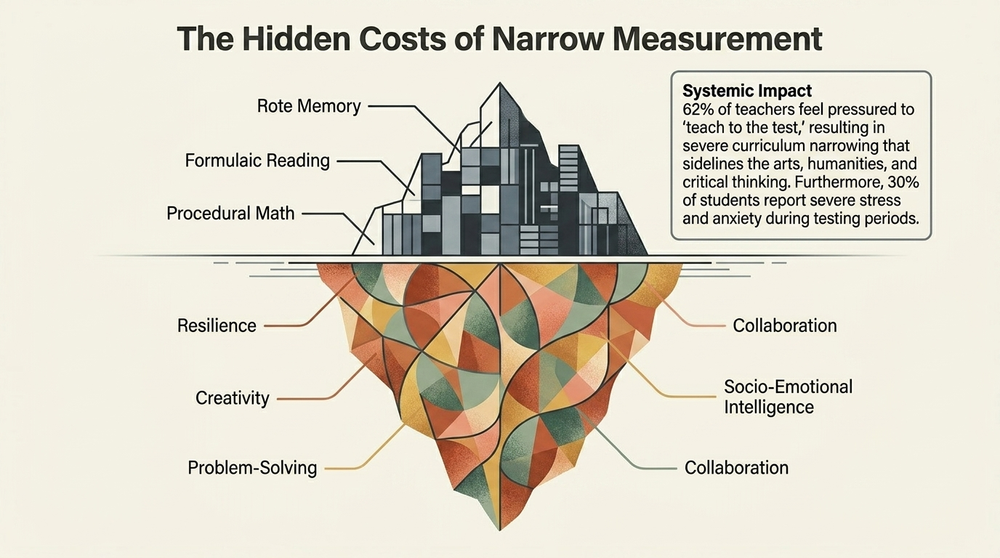 The Hidden Costs of Narrow Measurement
Rote Memory
Formulaic Reading
Procedural Math
Systemic Impact
62% of teachers feel pressured to
‘teach to the test,’ resulting in
severe curriculum narrowing that
sidelines the arts, humanities, and
critical thinking. Furthermore, 30%
of students report severe stress
and anxiety during testing periods.
Resilience
Creativity
Problem-Solving
Collaboration
Socio-Emotional
Intelligence
Collaboration